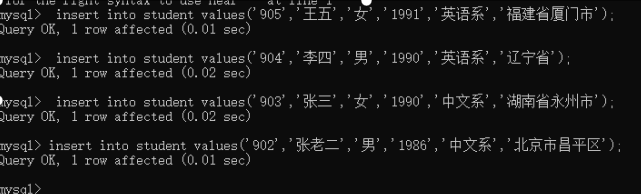 for the right syntax to use near '' at line 1
mysql>  insert into student values('905','王五','女','1991','英语系','福建省厦门市');
Query OK, 1 row affected (0.01 sec)
mysql>  insert into student values('904','李四','男','1990','英语系','辽宁省');
Query OK, 1 row affected (0.02 sec)
mysql>  insert into student values('903','张三','女','1990','中文系','湖南省永州市');
Query OK, 1 row affected (0.02 sec)
mysql> insert into student values('902','张老二','男','1986','中文系','北京市昌平区');
Query OK, 1 row affected (0.01 sec)
mysql>